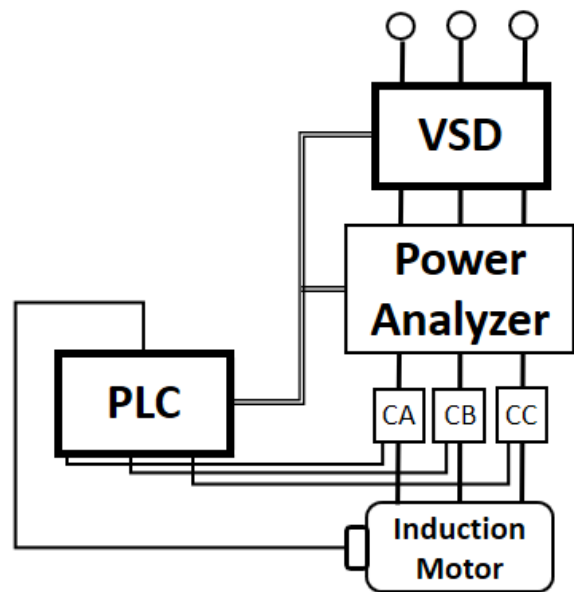 VSD
Power
Analyzer
PLC
CA CB CC
Induction
Motor